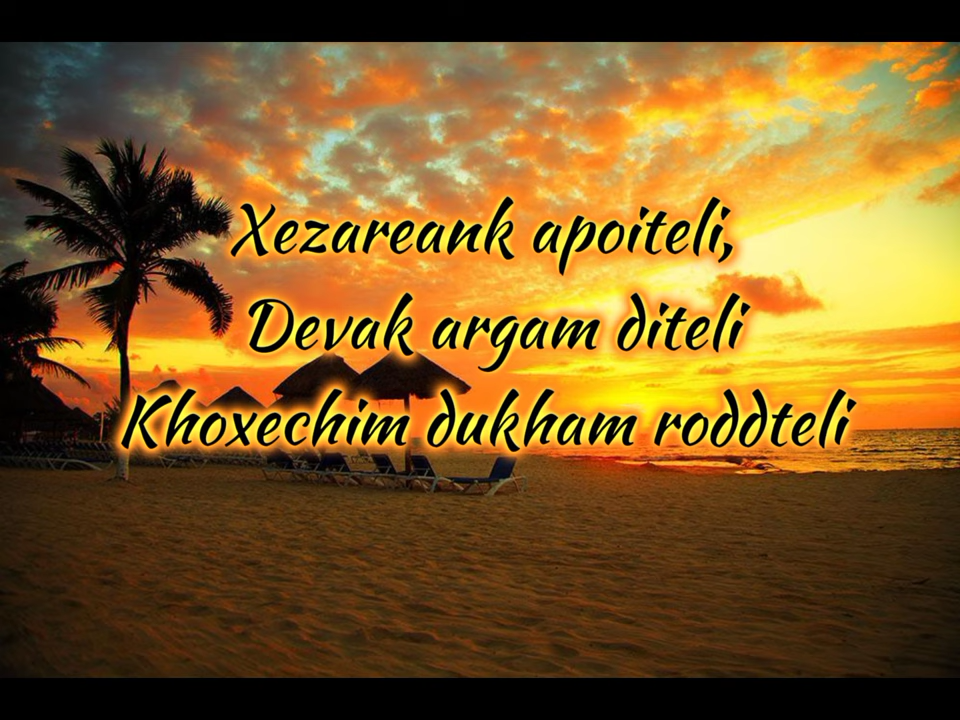 Xezareank apoiteli,
Devak argam diteli
Khoxechim dukham roddteli